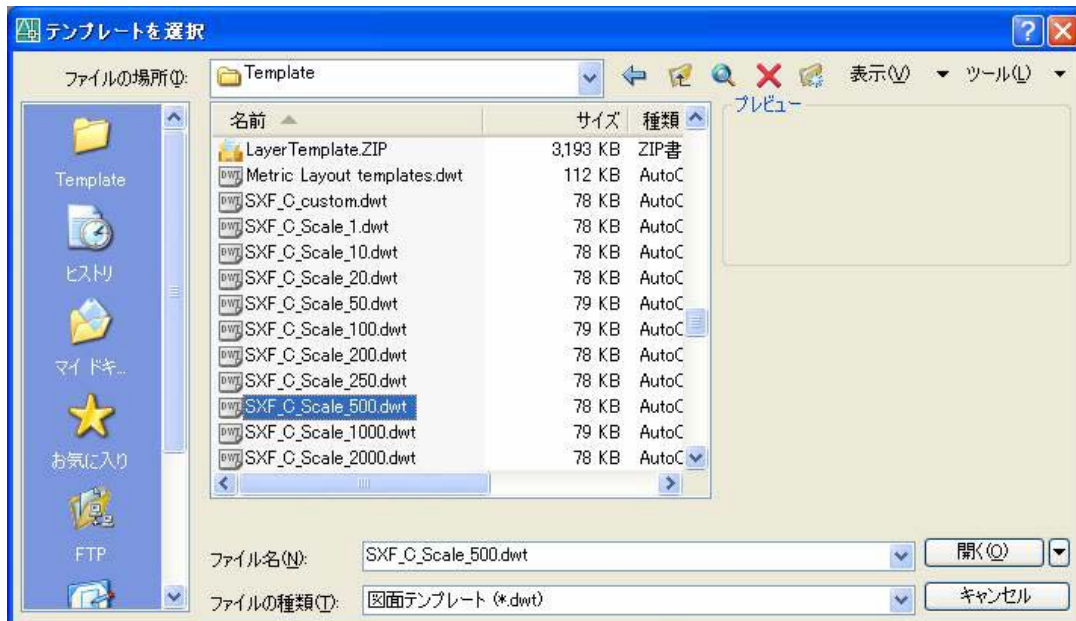 テンプレートを選択
ファイルの場所(I): Template 表示(V) ツール(L)
Template
ヒストリ
マイ ドキ...
お気に入り
FTP
名前 サイズ 種類
LayerTemplate.ZIP 3,193 KB ZIP書
Metric Layout templates.dwt 112 KB AutoC
SXF_C_custom.dwt 78 KB AutoC
SXF_C_Scale_1.dwt 78 KB AutoC
SXF_C_Scale_10.dwt 78 KB AutoC
SXF_C_Scale_20.dwt 78 KB AutoC
SXF_C_Scale_50.dwt 79 KB AutoC
SXF_C_Scale_100.dwt 79 KB AutoC
SXF_C_Scale_200.dwt 78 KB AutoC
SXF_C_Scale_250.dwt 78 KB AutoC
SXF_C_Scale_500.dwt 78 KB AutoC
SXF_C_Scale_1000.dwt 79 KB AutoC
SXF_C_Scale_2000.dwt 78 KB AutoC
プレビュー
ファイル名(N): SXF_C_Scale_500.dwt 開く(O)
ファイルの種類(T): 図面テンプレート (*.dwt) キャンセル